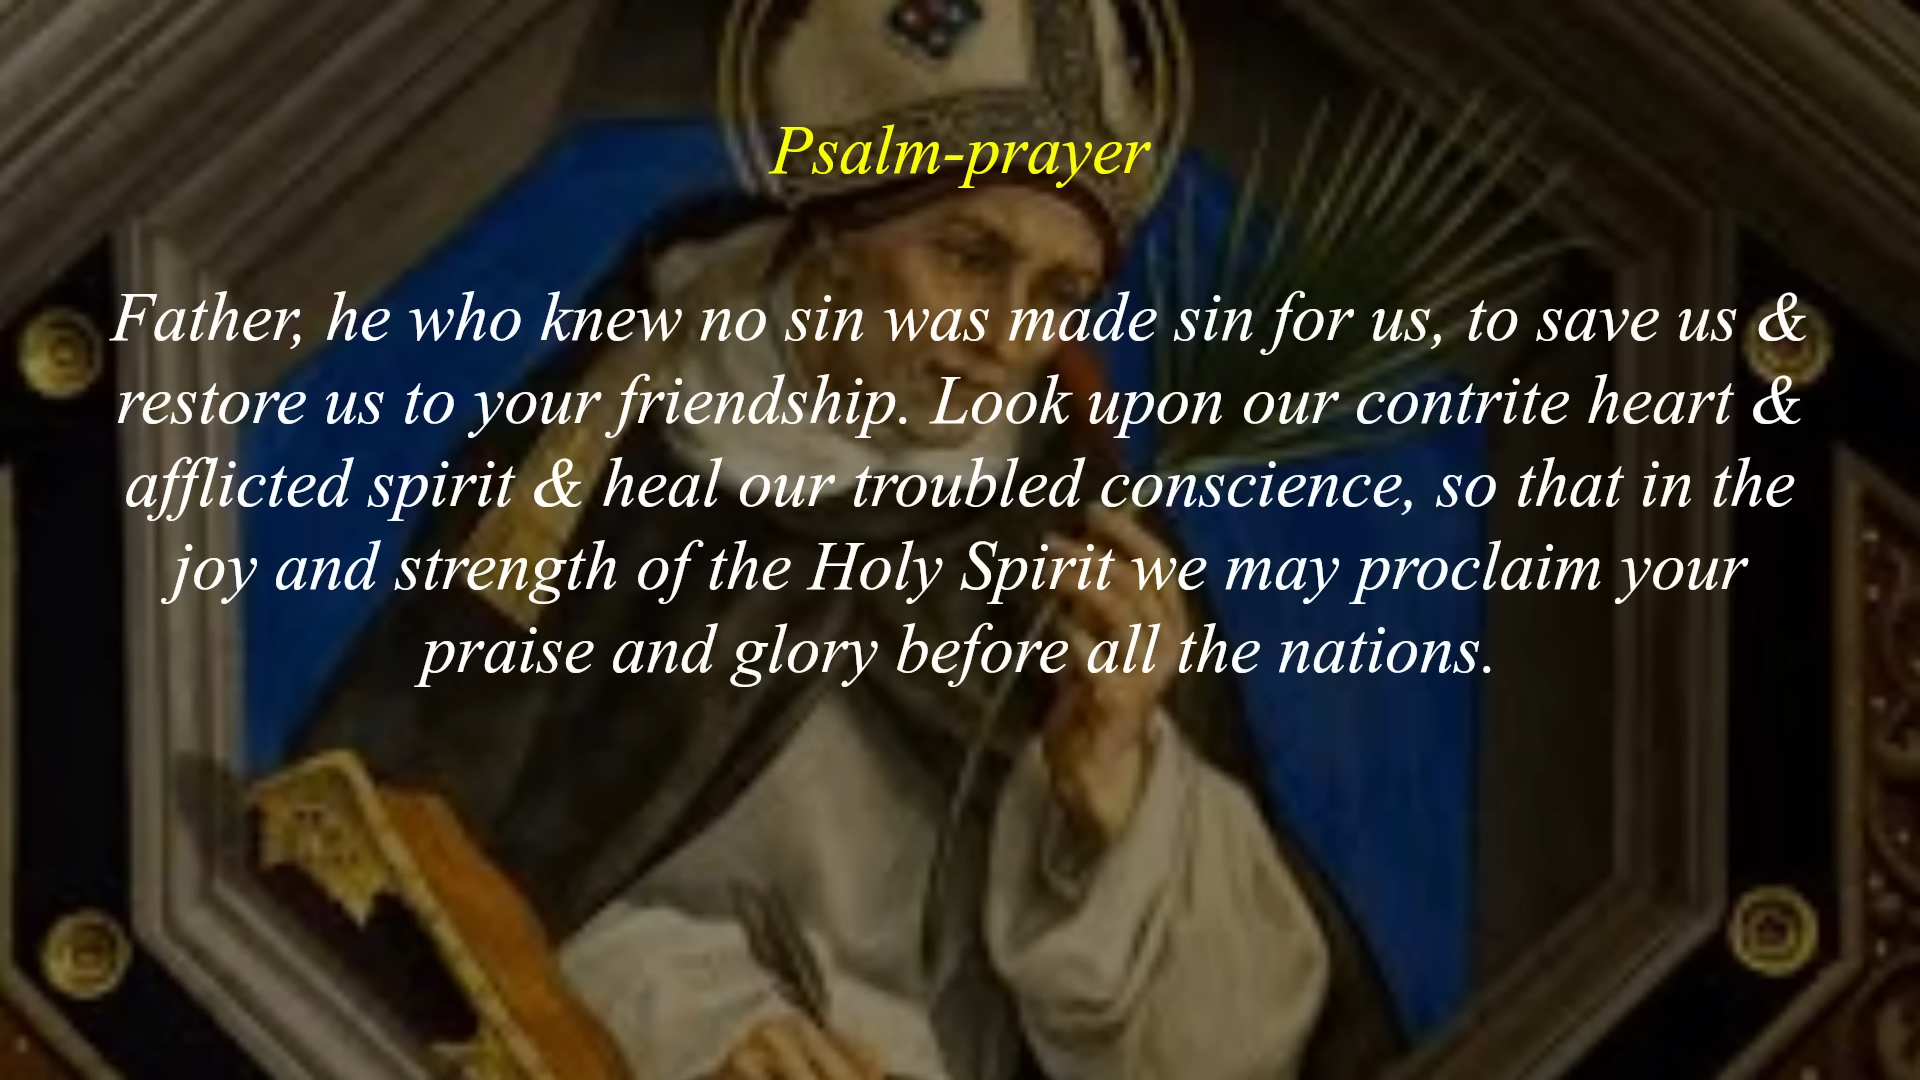 Psalm-prayer
Father, he who knew no sin was made sin for us, to save us &
restore us to your friendship. Look upon our contrite heart &
afflicted spirit & heal our troubled conscience, so that in the
joy and strength of the Holy Spirit we may proclaim your
praise and glory before all the nations.